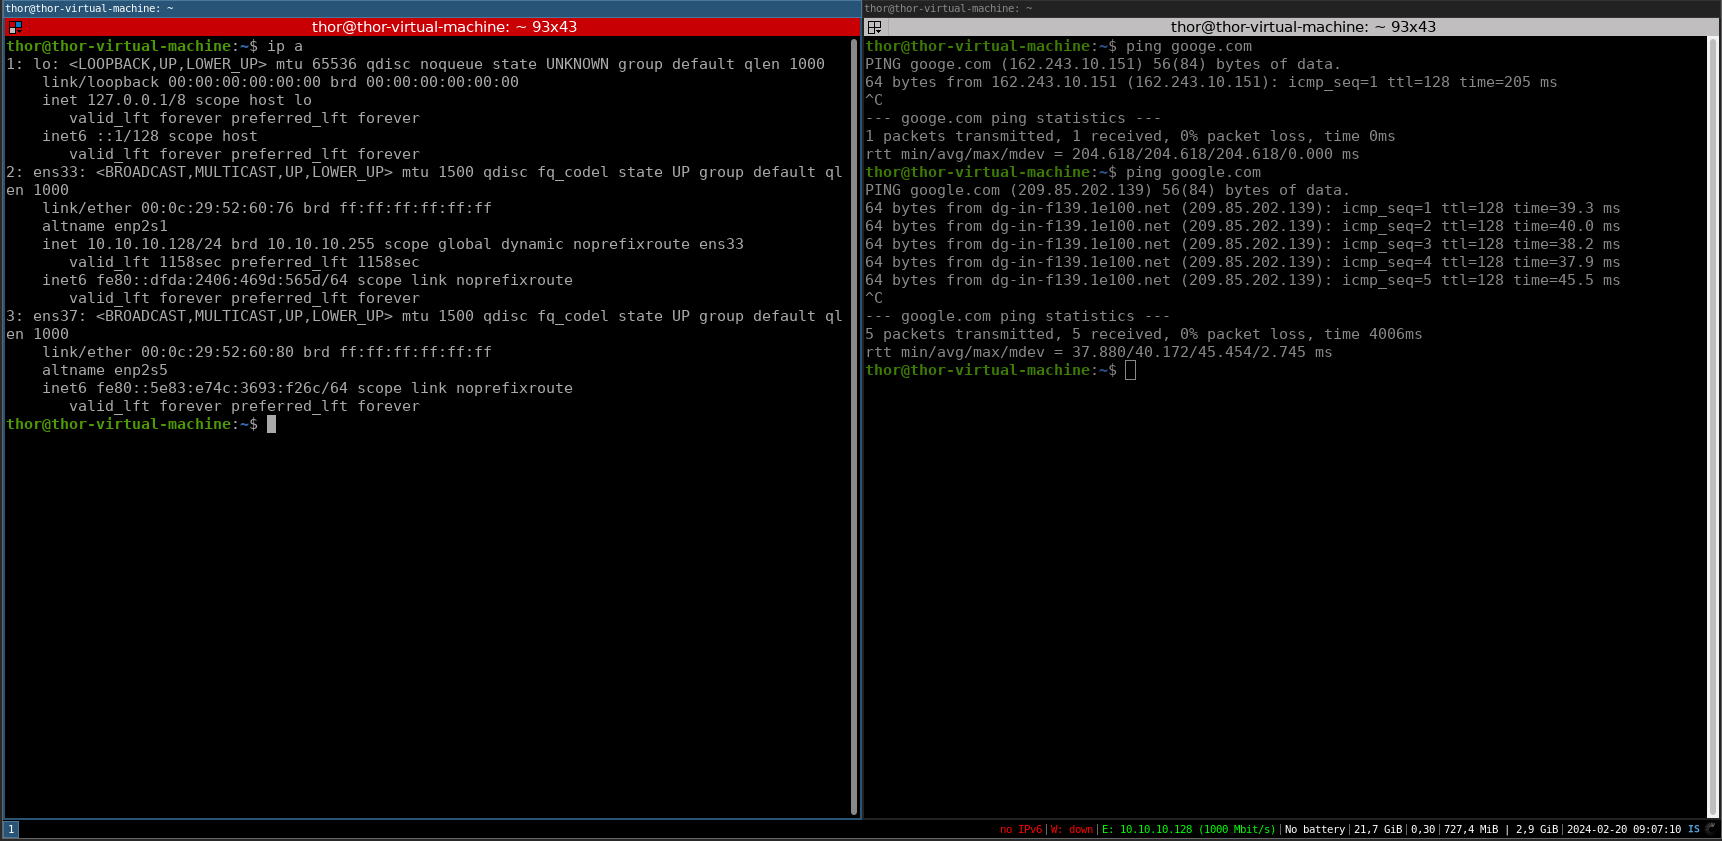 thor@thor-virtual-machine: ~
thor@thor-virtual-machine: ~ 93x43
thor@thor-virtual-machine:~$ ip a
1: lo: <LOOPBACK,UP,LOWER_UP> mtu 65536 qdisc noqueue state UNKNOWN group default qlen 1000
    link/loopback 00:00:00:00:00:00 brd 00:00:00:00:00:00
    inet 127.0.0.1/8 scope host lo
       valid_lft forever preferred_lft forever
    inet6 ::1/128 scope host
       valid_lft forever preferred_lft forever
2: ens33: <BROADCAST,MULTICAST,UP,LOWER_UP> mtu 1500 qdisc fq_codel state UP group default ql
en 1000
    link/ether 00:0c:29:52:60:76 brd ff:ff:ff:ff:ff:ff
    altname enp2s1
    inet 10.10.10.128/24 brd 10.10.10.255 scope global dynamic noprefixroute ens33
       valid_lft 1158sec preferred_lft 1158sec
    inet6 fe80::dfda:2406:469d:565d/64 scope link noprefixroute
       valid_lft forever preferred_lft forever
3: ens37: <BROADCAST,MULTICAST,UP,LOWER_UP> mtu 1500 qdisc fq_codel state UP group default ql
en 1000
    link/ether 00:0c:29:52:60:80 brd ff:ff:ff:ff:ff:ff
    altname enp2s5
    inet6 fe80::5e83:e74c:3693:f26c/64 scope link noprefixroute
       valid_lft forever preferred_lft forever
thor@thor-virtual-machine:~$
thor@thor-virtual-machine: ~
thor@thor-virtual-machine: ~ 93x43
thor@thor-virtual-machine:~$ ping googe.com
PING googe.com (162.243.10.151) 56(84) bytes of data.
64 bytes from 162.243.10.151 (162.243.10.151): icmp_seq=1 ttl=128 time=205 ms
^C
--- googe.com ping statistics ---
1 packets transmitted, 1 received, 0% packet loss, time 0ms
rtt min/avg/max/mdev = 204.618/204.618/204.618/0.000 ms
thor@thor-virtual-machine:~$ ping google.com
PING google.com (209.85.202.139) 56(84) bytes of data.
64 bytes from dg-in-f139.1e100.net (209.85.202.139): icmp_seq=1 ttl=128 time=39.3 ms
64 bytes from dg-in-f139.1e100.net (209.85.202.139): icmp_seq=2 ttl=128 time=40.0 ms
64 bytes from dg-in-f139.1e100.net (209.85.202.139): icmp_seq=3 ttl=128 time=38.2 ms
64 bytes from dg-in-f139.1e100.net (209.85.202.139): icmp_seq=4 ttl=128 time=37.9 ms
64 bytes from dg-in-f139.1e100.net (209.85.202.139): icmp_seq=5 ttl=128 time=45.5 ms
^C
--- google.com ping statistics ---
5 packets transmitted, 5 received, 0% packet loss, time 4006ms
rtt min/avg/max/mdev = 37.880/40.172/45.454/2.745 ms
thor@thor-virtual-machine:~$
1
no IPv6|W: down|E: 10.10.10.128 (1000 Mbit/s)|No battery|21,7 GiB|0,30|727,4 MiB | 2,9 GiB|2024-02-20 09:07:10 IS